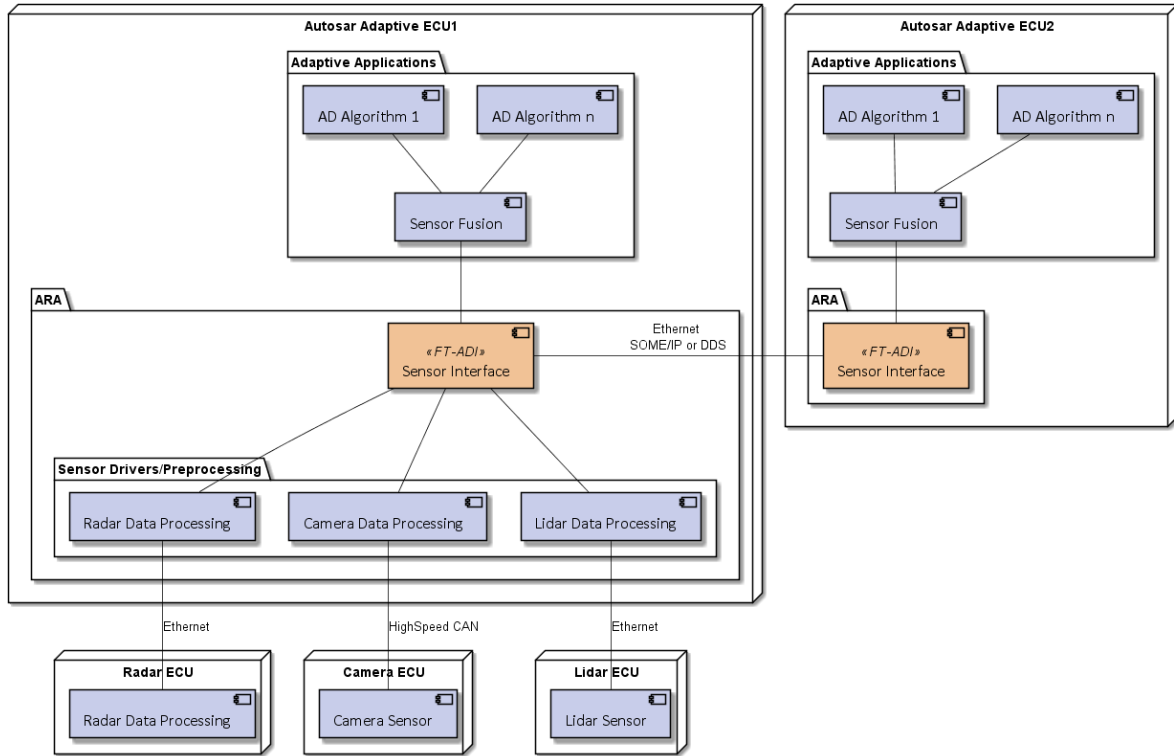 Autosar Adaptive ECU1
Adaptive Applications
AD Algorithm 1
AD Algorithm n
Sensor Fusion
ARA
«FT-ADI»
Sensor Interface
Sensor Drivers/Preprocessing
Radar Data Processing
Camera Data Processing
Lidar Data Processing
Ethernet
SOME/IP or DDS
Autosar Adaptive ECU2
Adaptive Applications
AD Algorithm 1
AD Algorithm n
Sensor Fusion
ARA
«FT-ADI»
Sensor Interface
Ethernet
HighSpeed CAN
Ethernet
Radar ECU
Radar Data Processing
Camera ECU
Camera Sensor
Lidar ECU
Lidar Sensor